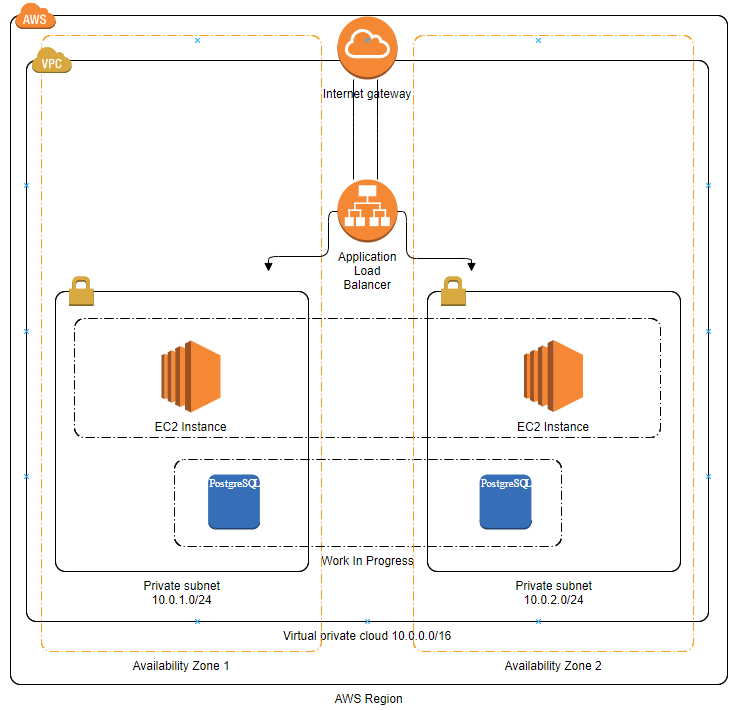 AWS
VPC
Internet gateway
Application
Load
Balancer
EC2 Instance
EC2 Instance
PostgreSQL
PostgreSQL
Work In Progress
Private subnet
10.0.1.0/24
Private subnet
10.0.2.0/24
Virtual private cloud 10.0.0.0/16
Availability Zone 1
Availability Zone 2
AWS Region